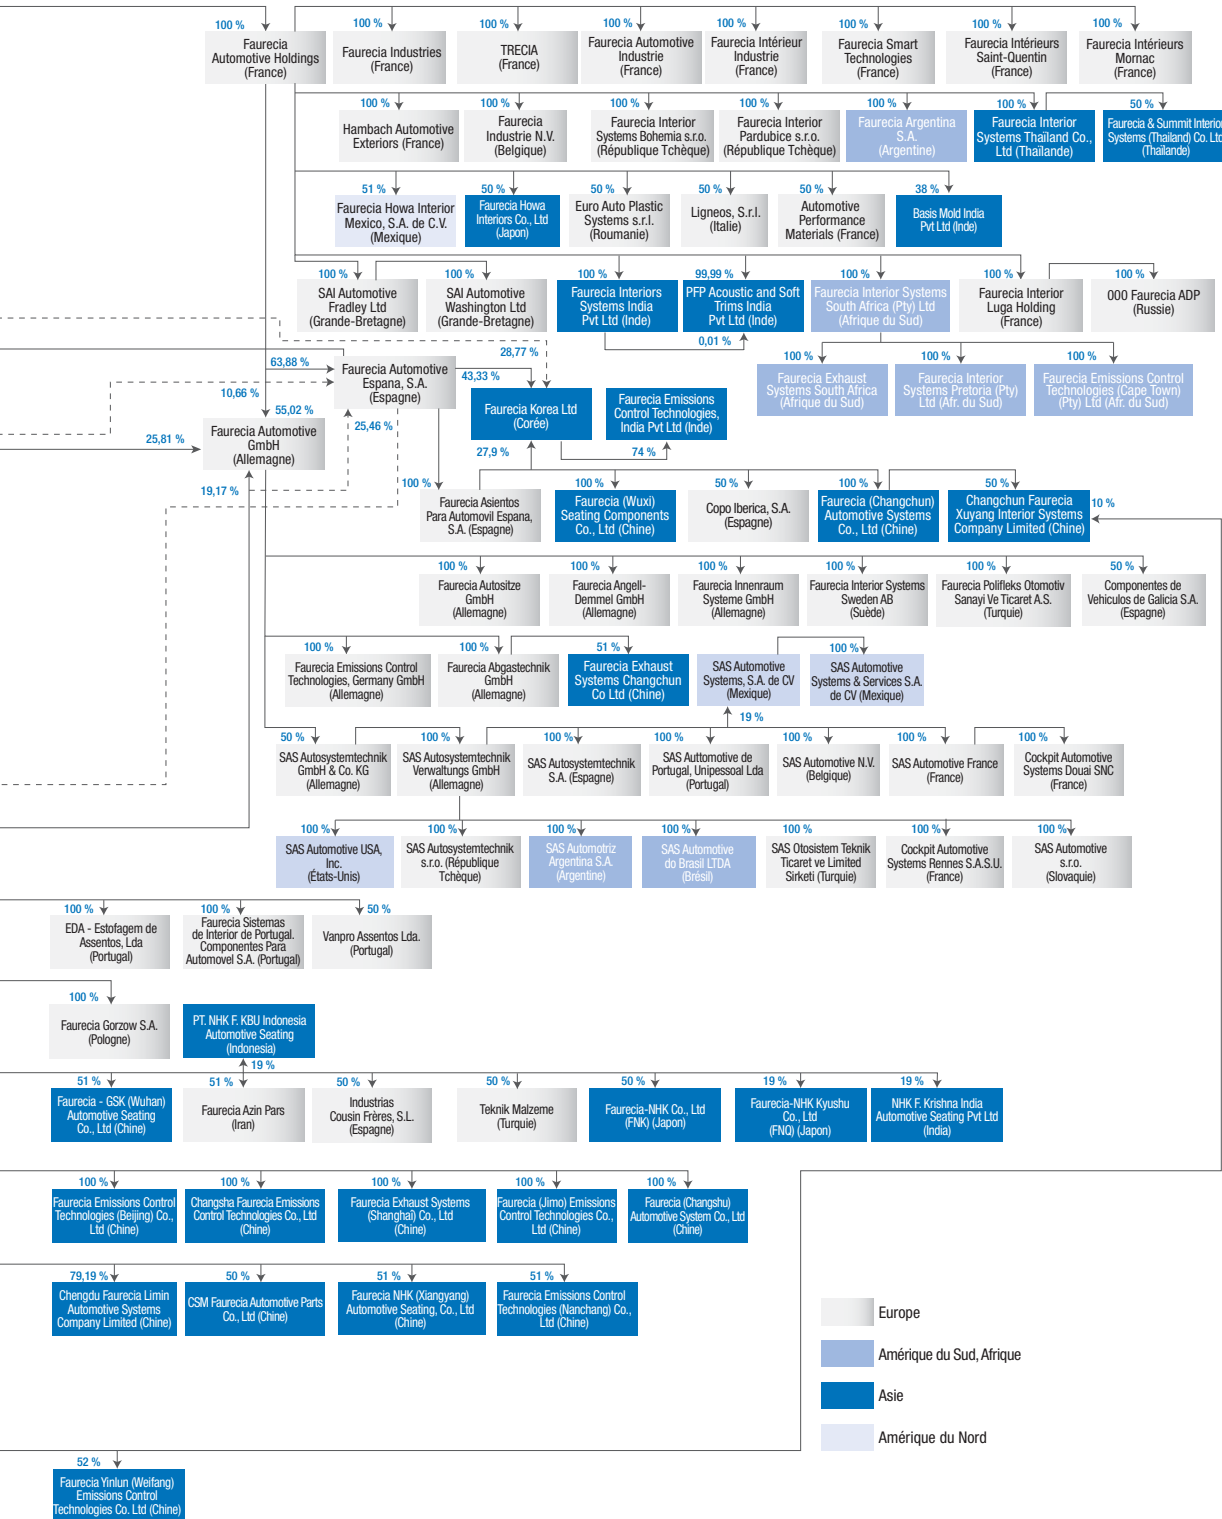 100 %
100 %
100 %
100 %
100 %
100 %
100 %
100 %
Faurecia
Automotive Holdings
(France)
Faurecia Industries
(France)
TRECIA
(France)
Faurecia Automotive
Industrie
(France)
Faurecia Intérieur
Industrie
(France)
Faurecia Smart
Technologies
(France)
Faurecia Intérieurs
Saint-Quentin
(France)
Faurecia Intérieurs
Mornac
(France)
100 %
100 %
100 %
100 %
100 %
100 %
50 %
Hambach Automotive
Exteriors (France)
Faurecia
Industrie N.V.
(Belgique)
Faurecia Interior
Systems Bohemia s.r.o.
(République Tchèque)
Faurecia Interior
Pardubice s.r.o.
(République Tchèque)
Faurecia Argentina
S.A.
(Argentine)
Faurecia Interior
Systems Thaïland Co.,
Ltd (Thaïlande)
Faurecia & Summit Interior
Systems (Thailand) Co. Ltd
(Thaïlande)
51 %
50 %
50 %
50 %
50 %
38 %
Faurecia Howa Interior
Mexico, S.A. de C.V.
(Mexique)
Faurecia Howa
Interiors Co., Ltd
(Japon)
Euro Auto Plastic
Systems s.r.l.
(Roumanie)
Ligneos, S.r.l.
(Italie)
Automotive
Performance
Materials (France)
Basis Mold India
Pvt Ltd (Inde)
100 %
100 %
100 %
99,99 %
100 %
100 %
100 %
SAI Automotive
Fradley Ltd
(Grande-Bretagne)
SAI Automotive
Washington Ltd
(Grande-Bretagne)
Faurecia Interiors
Systems India
Pvt Ltd (Inde)
PFP Acoustic and Soft
Trims India
Pvt Ltd (Inde)
Faurecia Interior Systems
South Africa (Pty) Ltd
(Afrique du Sud)
Faurecia Interior
Luga Holding
(France)
OOO Faurecia ADP
(Russie)
0,01 %
28,77 %
63,88 %
Faurecia Automotive
Espana, S.A.
(Espagne)
43,33 %
10,66 %
100 %
100 %
100 %
Faurecia Exhaust
Systems South Africa
(Afrique du Sud)
Faurecia Interior
Systems Pretoria (Pty)
Ltd (Afr. du Sud)
Faurecia Emissions Control
Technologies (Cape Town)
(Pty) Ltd (Afr. du Sud)
Faurecia Korea Ltd
(Corée)
Faurecia Emissions
Control Technologies,
India Pvt Ltd (Inde)
55,02 %
25,46 %
25,81 %
Faurecia Automotive
GmbH
(Allemagne)
27,9 %
74 %
19,17 %
100 %
100 %
50 %
100 %
50 %
10 %
Faurecia Asientos
Para Automovil Espana,
S.A. (Espagne)
Faurecia (Wuxi)
Seating Components
Co., Ltd (Chine)
Copo Iberica, S.A.
(Espagne)
Faurecia (Changchun)
Automotive Systems
Co., Ltd (Chine)
Changchun Faurecia
Xuyang Interior Systems
Company Limited (Chine)
100 %
100 %
100 %
100 %
100 %
50 %
Faurecia Autositze
GmbH
(Allemagne)
Faurecia Angell-
Demmel GmbH
(Allemagne)
Faurecia Innenraum
Systeme GmbH
(Allemagne)
Faurecia Interior Systems
Sweden AB
(Suède)
Faurecia Polifleks Otomotiv
Sanayi Ve Ticaret A.S.
(Turquie)
Componentes de
Vehiculos de Galicia S.A.
(Espagne)
100 %
100 %
51 %
100 %
Faurecia Emissions Control
Technologies, Germany GmbH
(Allemagne)
Faurecia Abgastechnik
GmbH
(Allemagne)
Faurecia Exhaust
Systems Changchun
Co Ltd (Chine)
SAS Automotive
Systems, S.A. de CV
(Mexique)
SAS Automotive
Systems & Services S.A.
de CV (Mexique)
19 %
50 %
100 %
100 %
100 %
100 %
100 %
100 %
SAS Autosystemtechnik
GmbH & Co. KG
(Allemagne)
SAS Autosystemtechnik
Verwaltungs GmbH
(Allemagne)
SAS Autosystemtechnik
S.A. (Espagne)
SAS Auttomotive de
Portugal, Unipessoal Lda
(Portugal)
SAS Automotive N.V.
(Belgique)
SAS Automotive France
(France)
Cockpit Automotive
Systems Douai SNC
(France)
100 %
100 %
100 %
100 %
100 %
100 %
100 %
SAS Automotive USA,
Inc.
(États-Unis)
SAS Autosystemtechnik
s.r.o. (République
Tchèque)
SAS Automotriz
Argentina S.A.
(Argentine)
SAS Automotive
do Brasil LTDA
(Brésil)
SAS Otosistem Teknik
Ticaret ve Limited
Sirketi (Turquie)
Cockpit Automotive
Systems Rennes S.A.S.U.
(France)
SAS Automotive
s.r.o.
(Slovaquie)
100 %
100 %
50 %
EDA - Estofagem de
Assentos, Lda
(Portugal)
Faurecia Sistemas
de Interior de Portugal.
Componentes Para
Automovel S.A. (Portugal)
Vanpro Assentos Lda.
(Portugal)
100 %
Faurecia Gorzow S.A.
(Pologne)
PT. NHK F. KBU Indonesia
Automotive Seating
(Indonesia)
19 %
51 %
51 %
50 %
50 %
50 %
19 %
19 %
Faurecia - GSK (Wuhan)
Automotive Seating
Co., Ltd (Chine)
Faurecia Azin Pars
(Iran)
Industrias
Cousin Frères, S.L.
(Espagne)
Teknik Malzeme
(Turquie)
Faurecia-NHK Co., Ltd
(FNK) (Japon)
Faurecia-NHK Kyushu
Co., Ltd
(FNQ) (Japon)
NHK F. Krishna India
Automotive Seating Pvt Ltd
(India)
100 %
100 %
100 %
100 %
100 %
Faurecia Emissions Control
Technologies (Beijing) Co.,
Ltd (Chine)
Changsha Faurecia Emissions
Control Technologies Co., Ltd
(Chine)
Faurecia Exhaust Systems
(Shanghai) Co., Ltd
(Chine)
Faurecia (Jimo) Emissions
Control Technologies Co.,
Ltd (Chine)
Faurecia (Changshu)
Automotive System Co., Ltd
(Chine)
79,19 %
50 %
51 %
51 %
Chengdu Faurecia Limin
Automotive Systems
Company Limited (Chine)
CSM Faurecia Automotive Parts
Co., Ltd (Chine)
Faurecia NHK (Xiangyang)
Automotive Seating, Co., Ltd
(Chine)
Faurecia Emissions Control
Technologies (Nanchang) Co.,
Ltd (Chine)
Europe
Amérique du Sud, Afrique
Asie
Amérique du Nord
52 %
Faurecia Yinlun (Weifang)
Emissions Control
Technologies Co. Ltd (Chine)